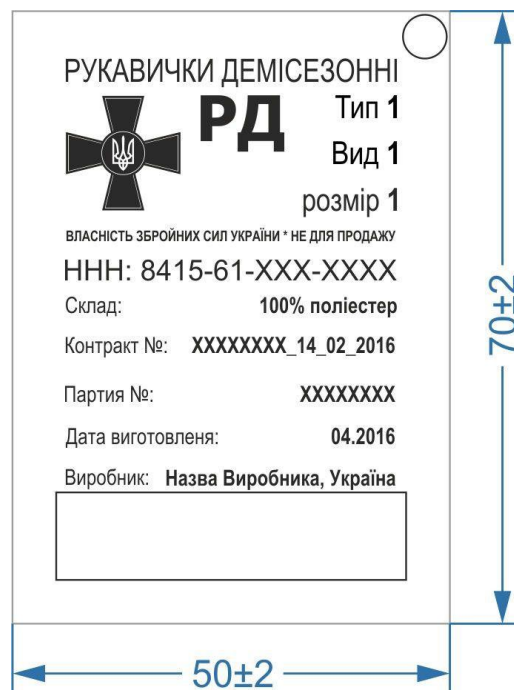 РУКАВИЧКИ ДЕМІСЕЗОННІ
РД
Тип 1
Вид 1
розмір 1
ВЛАСНІСТЬ ЗБРОЙНИХ СИЛ УКРАЇНИ * НЕ ДЛЯ ПРОДАЖУ
ННН: 8415-61-XXX-XXXX
Склад: 100% поліестер
Контракт №: XXXXXXXX_14_02_2016
Партия №: XXXXXXXX
Дата виготовленя: 04.2016
Виробник: Назва Виробника, Україна
70±2
50±2